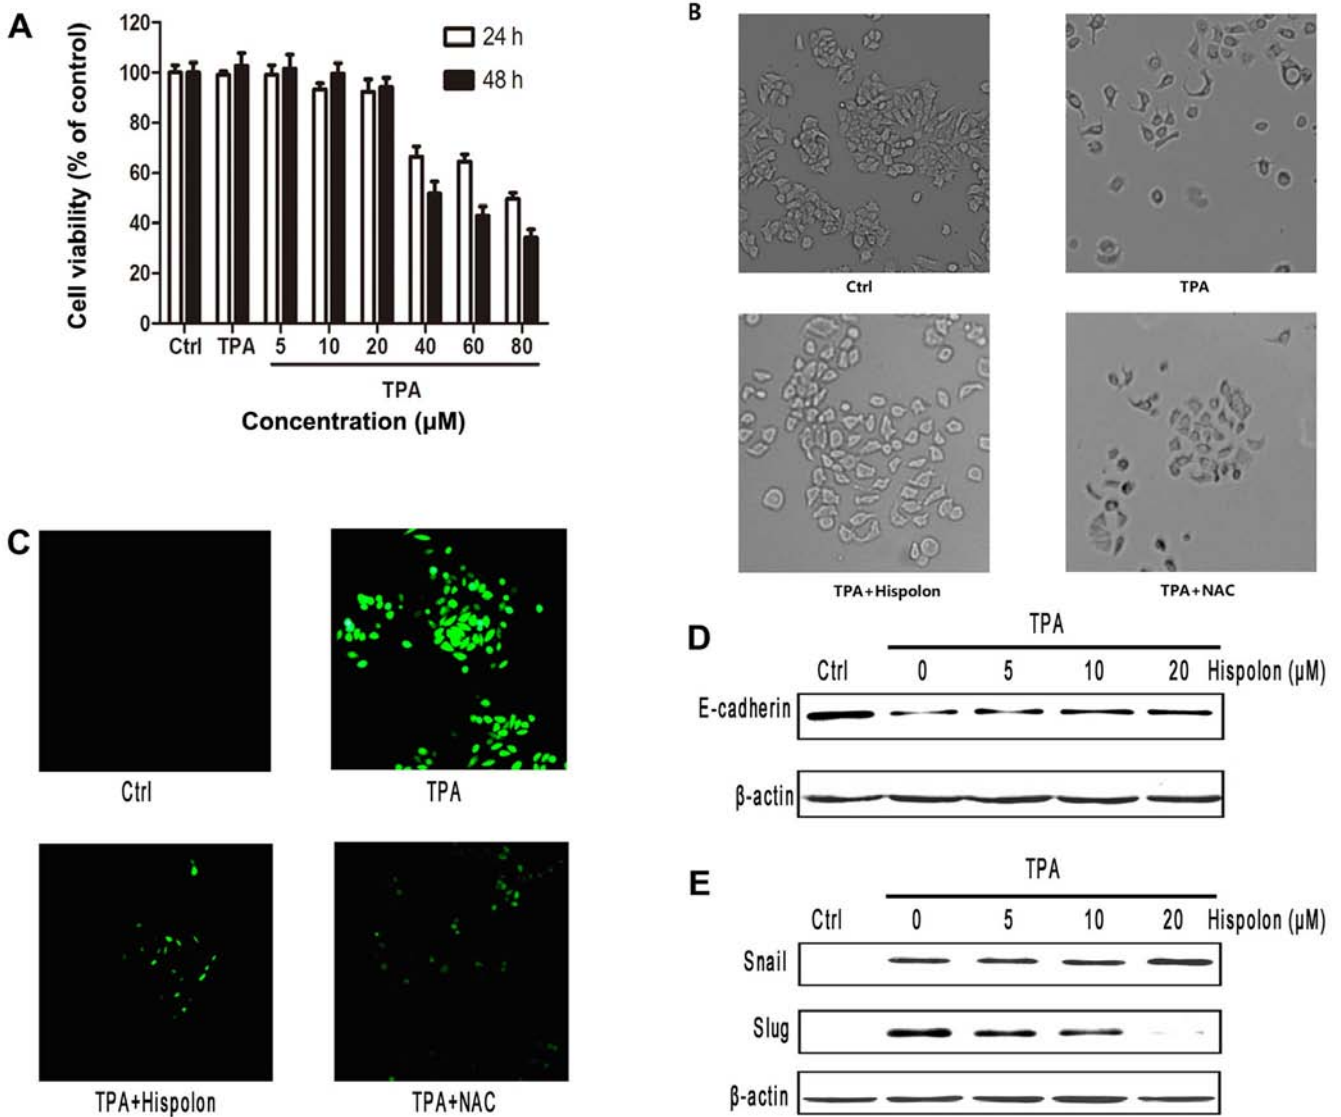 A
Cell viability (% of control)
120
100
80
60
40
20
0
24 h
48 h
Ctrl TPA 5 10 20 40 60 80
TPA
Concentration (μM)
B
Ctrl
TPA
TPA+Hispolon
TPA+NAC
C
Ctrl
TPA
TPA+Hispolon
TPA+NAC
D
TPA
Ctrl 0 5 10 20 Hispolon (μM)
E-cadherin
β-actin
E
TPA
Ctrl 0 5 10 20 Hispolon (μM)
Snail
Slug
β-actin